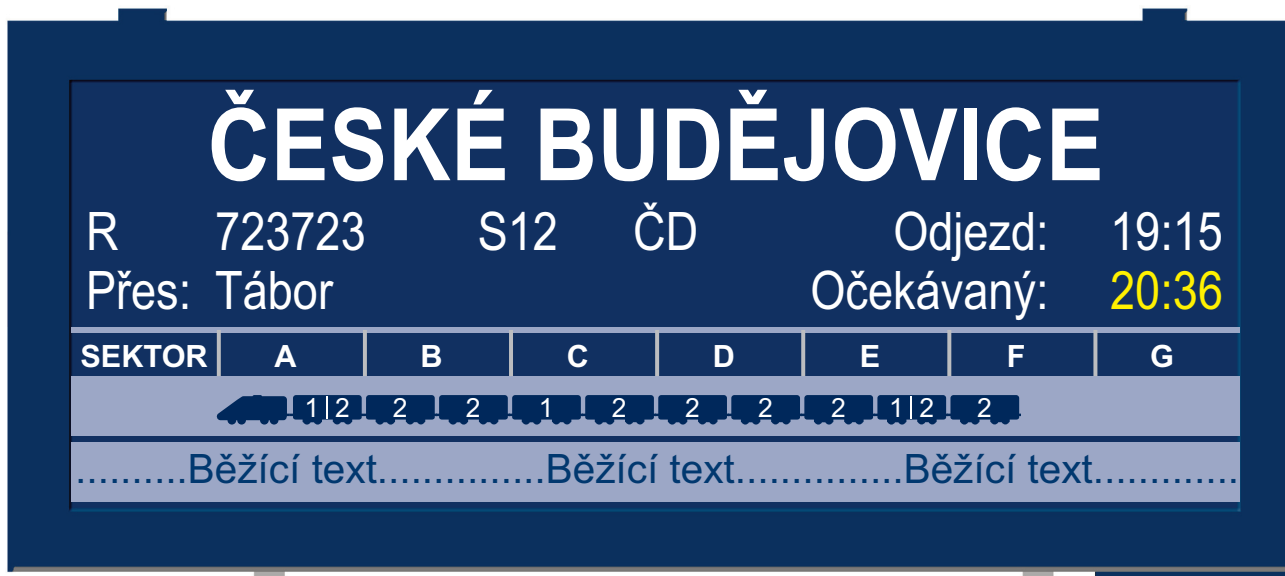 ČESKÉ BUDĚJOVICE
R 723723 S12 ČD Odjezd: 19:15
Přes: Tábor Očekávaný: 20:36
SEKTOR A B C D E F G
1|2 2 2 1 2 2 2 2 1|2 2
..........Běžící text...............Běžící text...............Běžící text.............